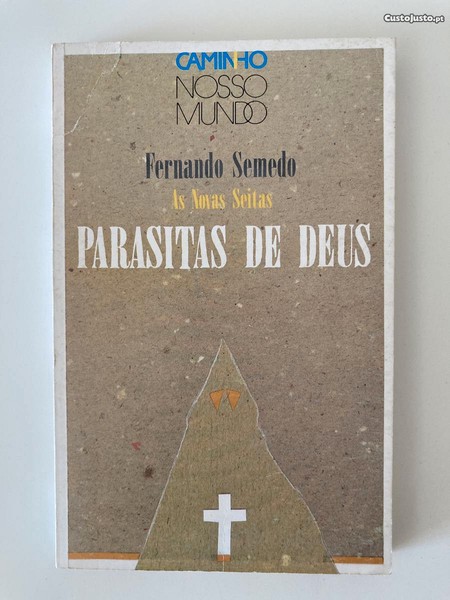 CustoJusto.pt
CAMINHO
NOSSO
MUNDO
Fernando Semedo
As Novas Seitas
PARASITAS DE DEUS